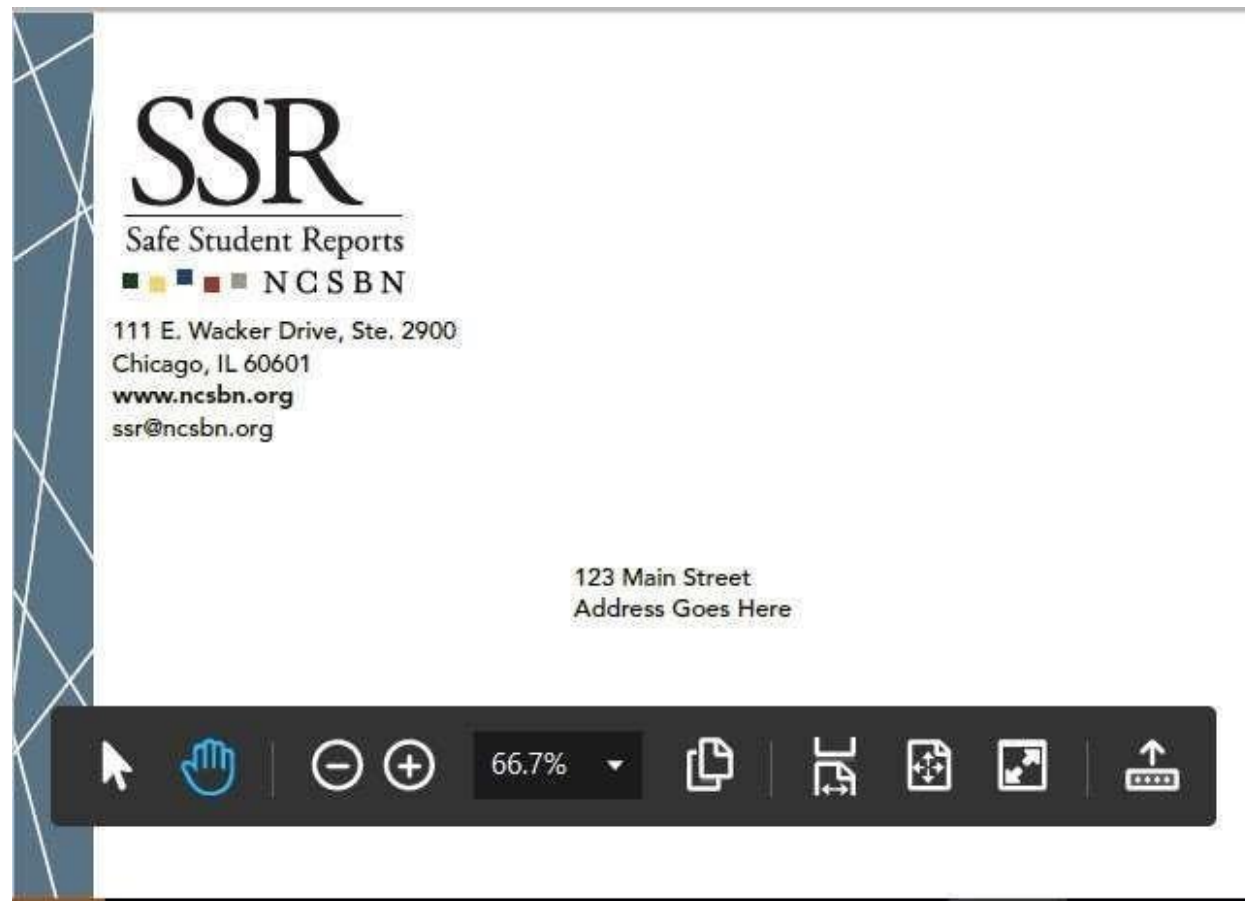 SSR
Safe Student Reports
NCSBN
111 E. Wacker Drive, Ste. 2900
Chicago, IL 60601
www.ncsbn.org
ssr@ncsbn.org
123 Main Street
Address Goes Here
66.7%